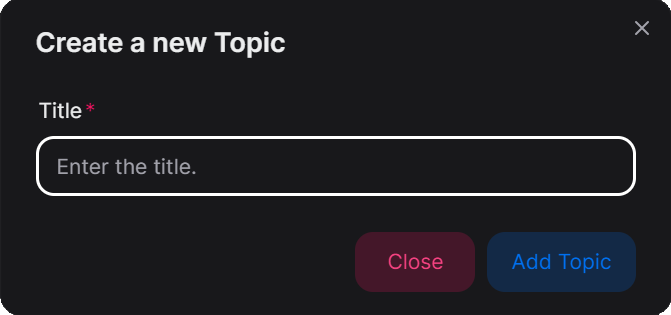 Create a new Topic
Title *
Enter the title.
Close
Add Topic